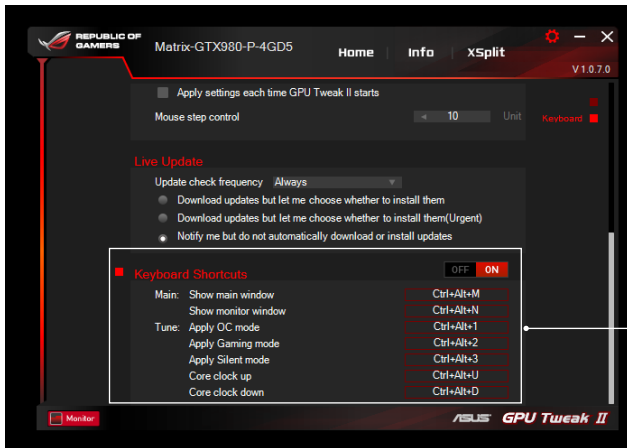 REPUBLIC OF
GAMERS
Matrix-GTX980-P-4GD5
Home Info XSplit
V1.0.7.0
Apply settings each time GPU Tweak II starts
Mouse step control 10 Unit
Keyboard
Live Update
Update check frequency Always
Download updates but let me choose whether to install them
Download updates but let me choose whether to install them(Urgent)
Notify me but do not automatically download or install updates
Keyboard Shortcuts OFF ON
Main: Show main window Ctrl+Alt+M
Show monitor window Ctrl+Alt+N
Tune: Apply OC mode Ctrl+Alt+1
Apply Gaming mode Ctrl+Alt+2
Apply Silent mode Ctrl+Alt+3
Core clock up Ctrl+Alt+U
Core clock down Ctrl+Alt+D
Monitor
ASUS GPU Tweak II